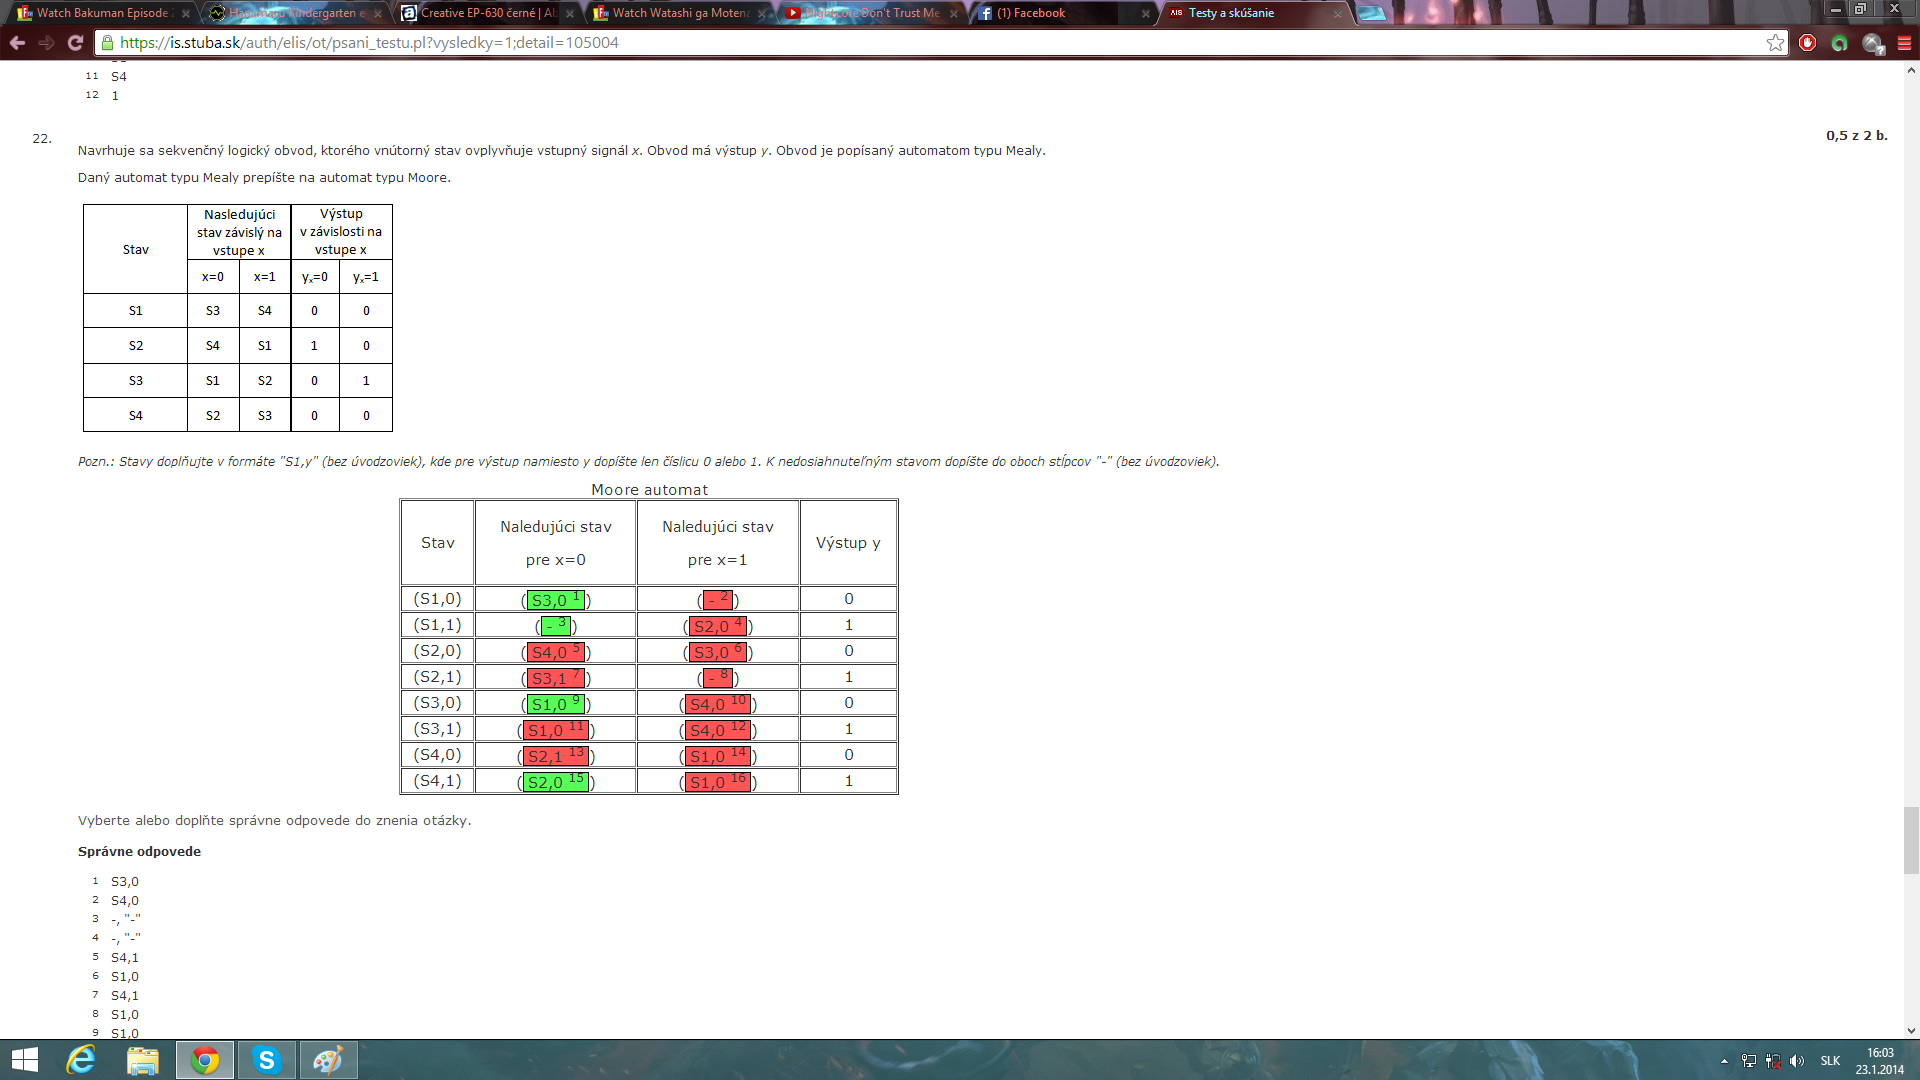 Watch Bakuman Episode
Hanamaru Kindergarten e
Creative EP-630 černé | Al
Watch Watashi ga Moten
Nightcore Don't Trust Me
(1) Facebook
AIS Testy a skúšanie
https://is.stuba.sk/auth/elis/ot/psani_testu.pl?vysledky=1;detail=105004
11 S4
12 1
22.
0,5 z 2 b.
Navrhuje sa sekvenčný logický obvod, ktorého vnútorný stav ovplyvňuje vstupný signál x. Obvod má výstup y. Obvod je popísaný automatom typu Mealy.
Daný automat typu Mealy prepíšte na automat typu Moore.
Stav
Nasledujúci stav závislý na vstupe x
Výstup v závislosti na vstupe x
x=0 x=1 yₓ=0 yₓ=1
S1 S3 S4 0 0
S2 S4 S1 1 0
S3 S1 S2 0 1
S4 S2 S3 0 0
Pozn.: Stavy doplňujte v formáte "S1,y" (bez úvodzoviek), kde pre výstup namiesto y dopíšte len číslicu 0 alebo 1. K nedosiahnuteľným stavom dopíšte do oboch stĺpcov "-" (bez úvodzoviek).
Moore automat
Stav
Naledujúci stav pre x=0
Naledujúci stav pre x=1
Výstup y
(S1,0) (S3,0 1) (- 2) 0
(S1,1) (- 3) (S2,0 4) 1
(S2,0) (S4,0 5) (S3,0 6) 0
(S2,1) (S3,1 7) (- 8) 1
(S3,0) (S1,0 9) (S4,0 10) 0
(S3,1) (S1,0 11) (S4,0 12) 1
(S4,0) (S2,1 13) (S1,0 14) 0
(S4,1) (S2,0 15) (S1,0 16) 1
Vyberte alebo doplňte správne odpovede do znenia otázky.
Správne odpovede
1 S3,0
2 S4,0
3 -, "-"
4 -, "-"
5 S4,1
6 S1,0
7 S4,1
8 S1,0
9 S1,0
SLK
16:03
23.1.2014